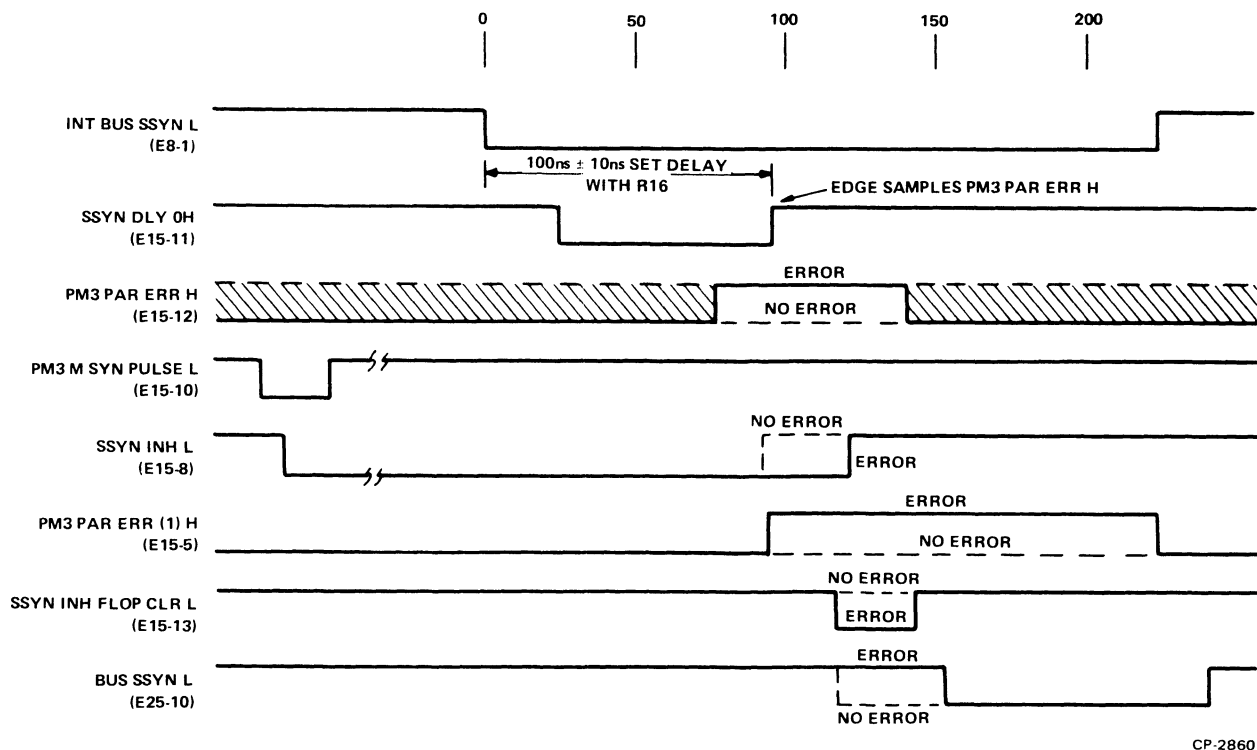 0 50 100 150 200
INT BUS SSYN L
(E8-1)
100ns ± 10ns SET DELAY
WITH R16
EDGE SAMPLES PM3 PAR ERR H
SSYN DLY 0H
(E15-11)
ERROR
PM3 PAR ERR H
(E15-12)
NO ERROR
PM3 M SYN PULSE L
(E15-10)
NO ERROR
SSYN INH L
(E15-8)
ERROR
ERROR
PM3 PAR ERR (1) H
(E15-5)
NO ERROR
NO ERROR
SSYN INH FLOP CLR L
(E15-13)
ERROR
ERROR
BUS SSYN L
(E25-10)
NO ERROR
CP-2860